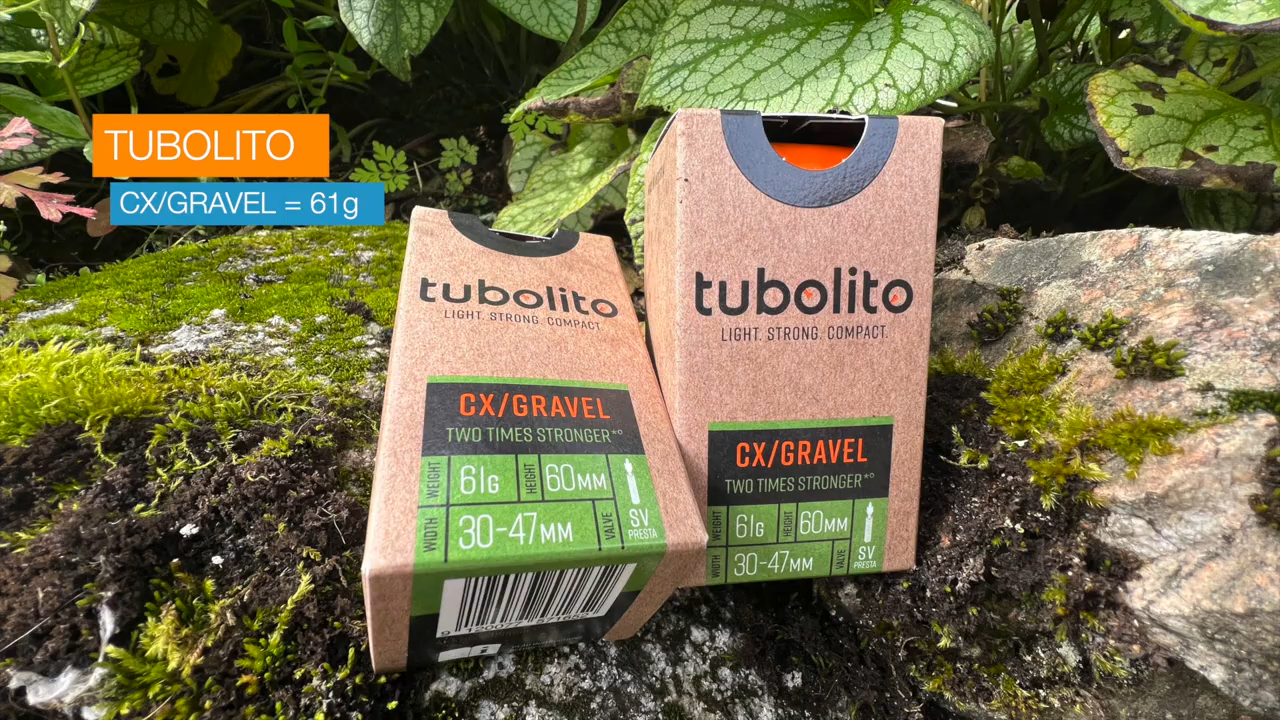 TUBOLITO
CX/GRAVEL = 61g
tubolito
LIGHT. STRONG. COMPACT.
CX/GRAVEL
TWO TIMES STRONGER*°
WEIGHT 61G HEIGHT 60MM
WIDTH 30-47MM VALVE SV
PRESTA
tubolito
LIGHT. STRONG. COMPACT.
CX/GRAVEL
TWO TIMES STRONGER*°
WEIGHT 61G HEIGHT 60MM
WIDTH 30-47MM VALVE SV
PRESTA